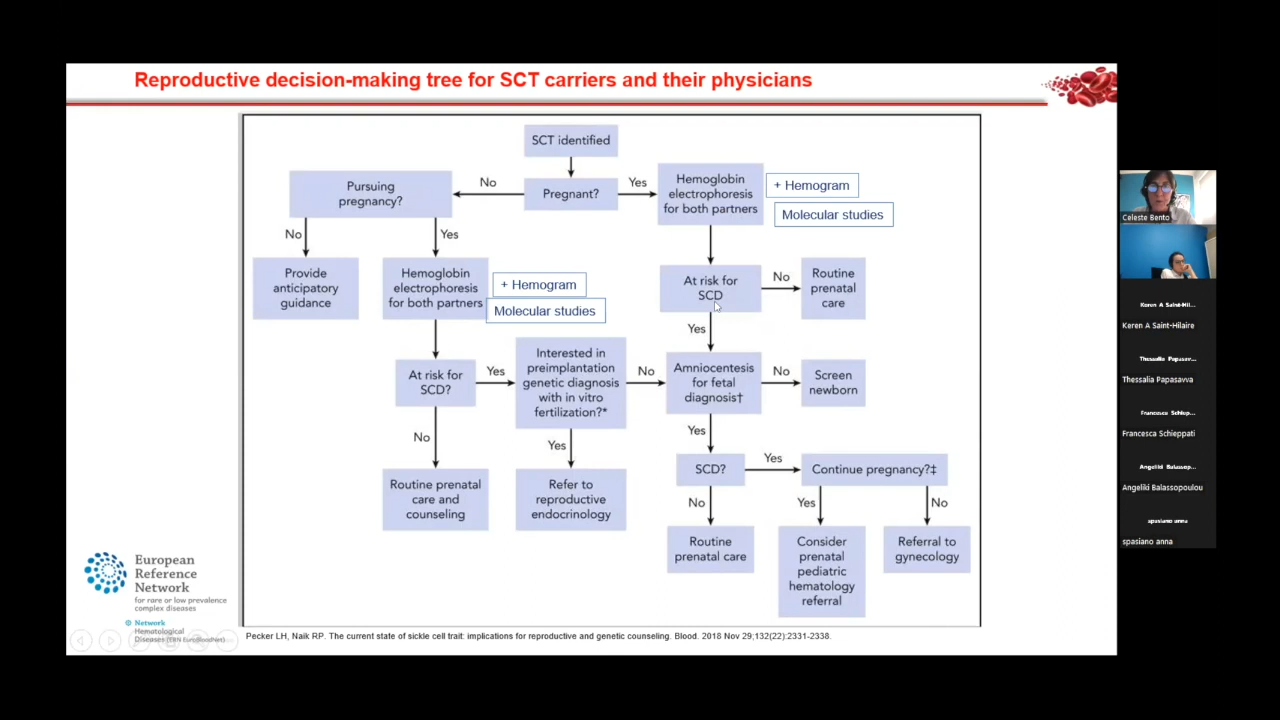 Reproductive decision-making tree for SCT carriers and their physicians
SCT identified
Pregnant?
No
Yes
Pursuing
pregnancy?
Hemoglobin
electrophoresis
for both partners
+ Hemogram
Molecular studies
No
Yes
Provide
anticipatory
guidance
Hemoglobin
electrophoresis
for both partners
+ Hemogram
Molecular studies
At risk for
SCD
No
Routine
prenatal
care
Yes
At risk for
SCD?
Yes
Interested in
preimplantation
genetic diagnosis
with in vitro
fertilization?*
No
Amniocentesis
for fetal
diagnosis†
No
Screen
newborn
No
Yes
Yes
Routine prenatal
care and
counseling
Refer to
reproductive
endocrinology
SCD?
Yes
Continue pregnancy?‡
No
Yes
No
Routine
prenatal care
Consider
prenatal
pediatric
hematology
referral
Referral to
gynecology
European
Reference
Network
for rare or low prevalence
complex diseases
Network
Hematological
Diseases (ERN EuroBloodNet)
Pecker LH, Naik RP. The current state of sickle cell trait: implications for reproductive and genetic counseling. Blood. 2018 Nov 29;132(22):2331-2338.
Celeste Bento
Keren A Saint-Hil...
Keren A Saint-Hilaire
Thessalia Papasav...
Thessalia Papasavva
Francesca Schiep...
Francesca Schieppati
Angeliki Balassop...
Angeliki Balassopoulou
spasiano anna
spasiano anna